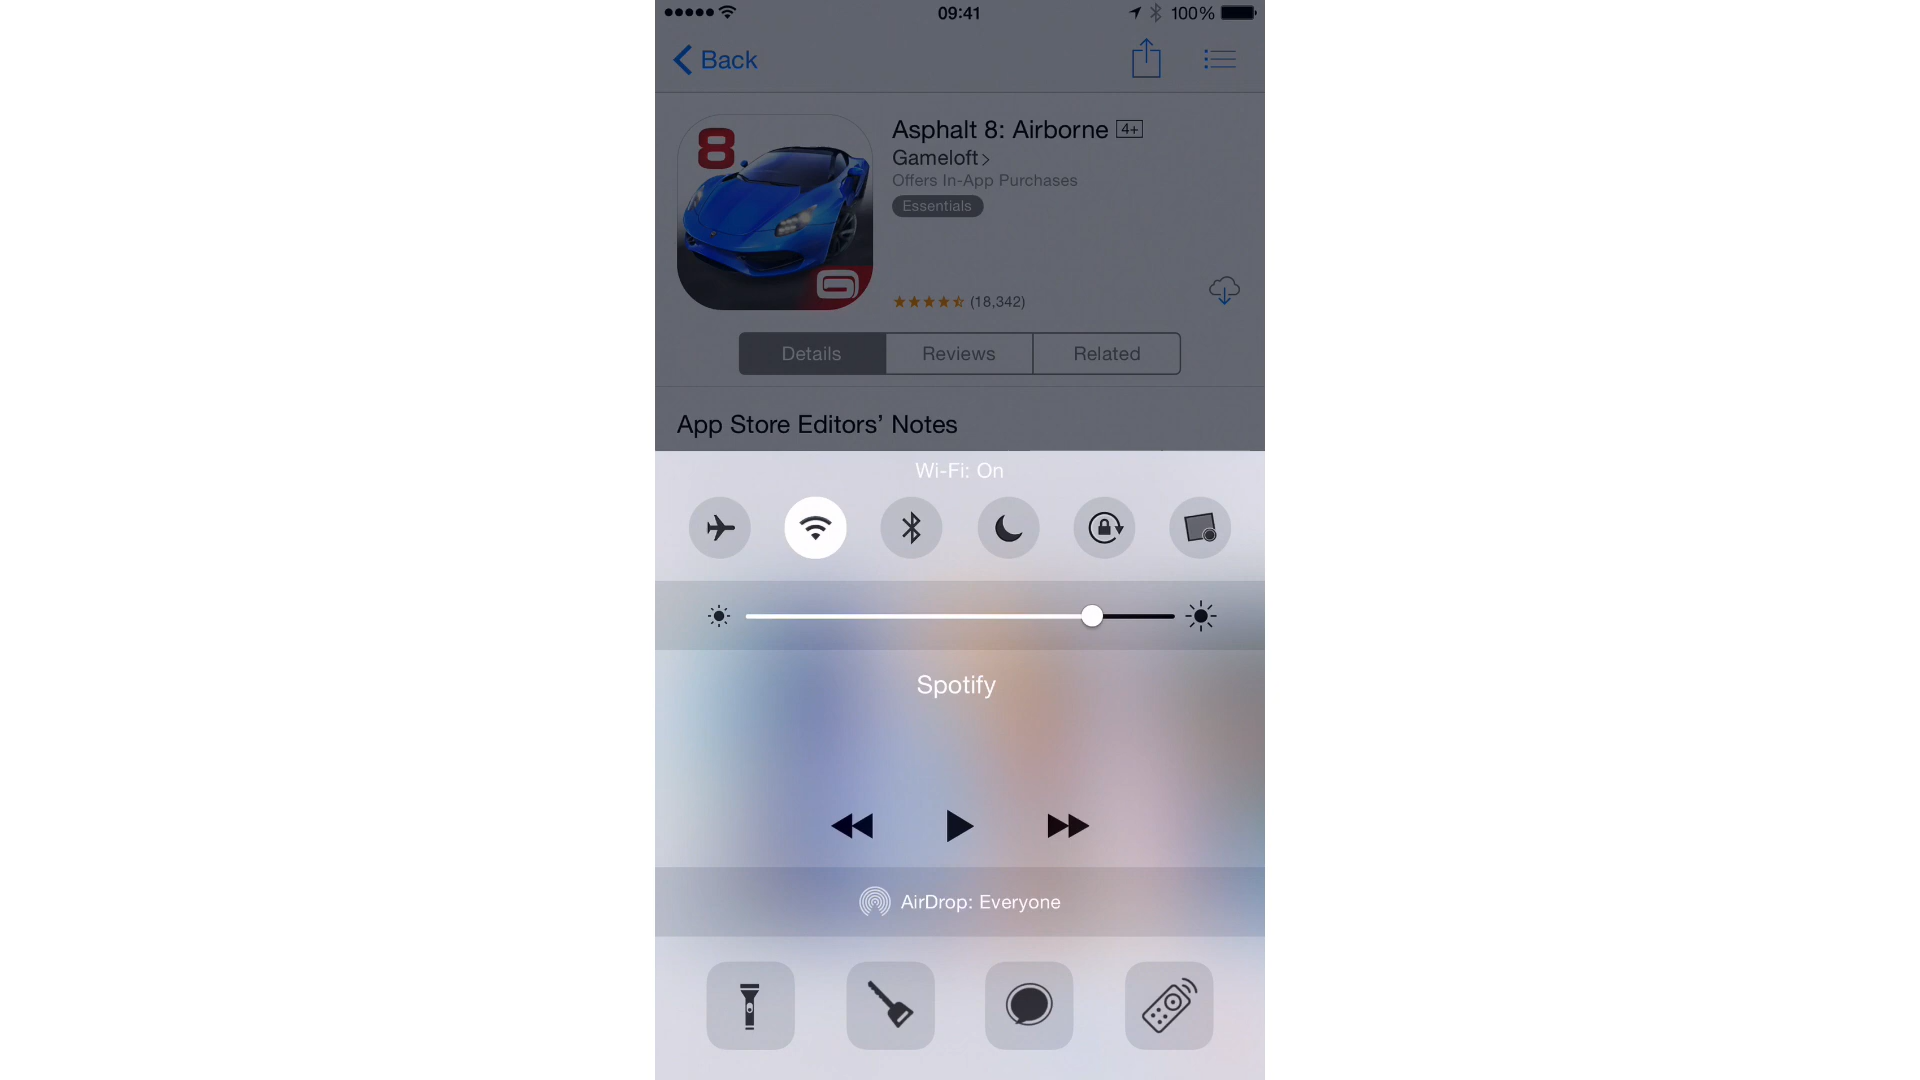 09:41 100%
Back
8
Asphalt 8: Airborne 4+
Gameloft
Offers In-App Purchases
Essentials
(18,342)
Details Reviews Related
App Store Editors’ Notes
Wi-Fi: On
Spotify
AirDrop: Everyone